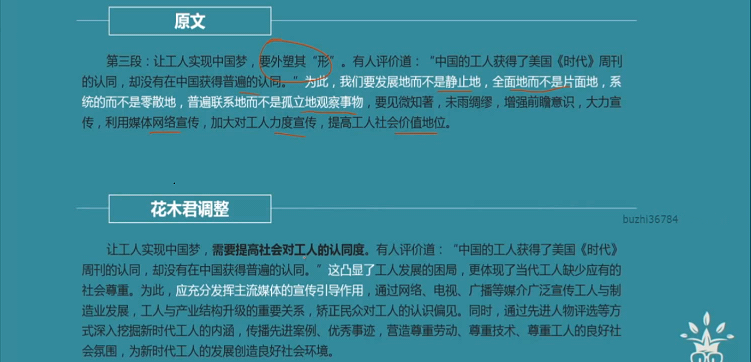 原文
第三段：让工人实现中国梦，要外塑其“形”。有人评价道：“中国的工人获得了美国《时代》周刊
的认同，却没有在中国获得普遍的认同。”为此，我们要发展地而不是静止地，全面地而不是片面地，系
统的而不是零散地，普遍联系地而不是孤立地观察事物，要见微知著，未雨绸缪，增强前瞻意识，大力宣
传，利用媒体网络宣传，加大对工人力度宣传，提高工人社会价值地位。
花木君调整
buzhi36784
让工人实现中国梦，需要提高社会对工人的认同度。有人评价道：“中国的工人获得了美国《时代》
周刊的认同，却没有在中国获得普遍的认同。”这凸显了工人发展的困局，更体现了当代工人缺少应有的
社会尊重。为此，应充分发挥主流媒体的宣传引导作用，通过网络、电视、广播等媒介广泛宣传工人与制
造业发展，工人与产业结构升级的重要关系，矫正民众对工人的认识偏见。同时，通过先进人物评选等方
式深入挖掘新时代工人的内涵，传播先进案例、优秀事迹，营造尊重劳动、尊重技术、尊重工人的良好社
会氛围，为新时代工人的发展创造良好社会环境。